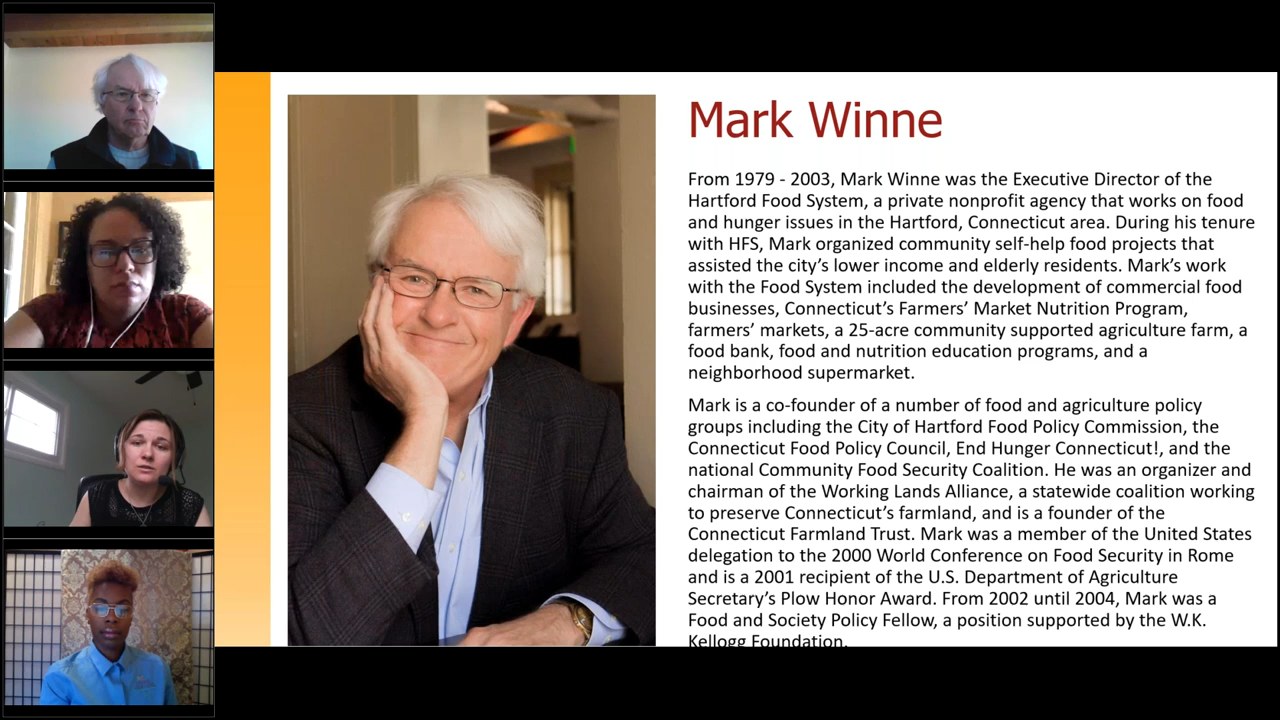 Mark Winne
From 1979 - 2003, Mark Winne was the Executive Director of the
Hartford Food System, a private nonprofit agency that works on food
and hunger issues in the Hartford, Connecticut area. During his tenure
with HFS, Mark organized community self-help food projects that
assisted the city’s lower income and elderly residents. Mark’s work
with the Food System included the development of commercial food
businesses, Connecticut’s Farmers’ Market Nutrition Program,
farmers’ markets, a 25-acre community supported agriculture farm, a
food bank, food and nutrition education programs, and a
neighborhood supermarket.
Mark is a co-founder of a number of food and agriculture policy
groups including the City of Hartford Food Policy Commission, the
Connecticut Food Policy Council, End Hunger Connecticut!, and the
national Community Food Security Coalition. He was an organizer and
chairman of the Working Lands Alliance, a statewide coalition working
to preserve Connecticut’s farmland, and is a founder of the
Connecticut Farmland Trust. Mark was a member of the United States
delegation to the 2000 World Conference on Food Security in Rome
and is a 2001 recipient of the U.S. Department of Agriculture
Secretary’s Plow Honor Award. From 2002 until 2004, Mark was a
Food and Society Policy Fellow, a position supported by the W.K.
Kellogg Foundation.